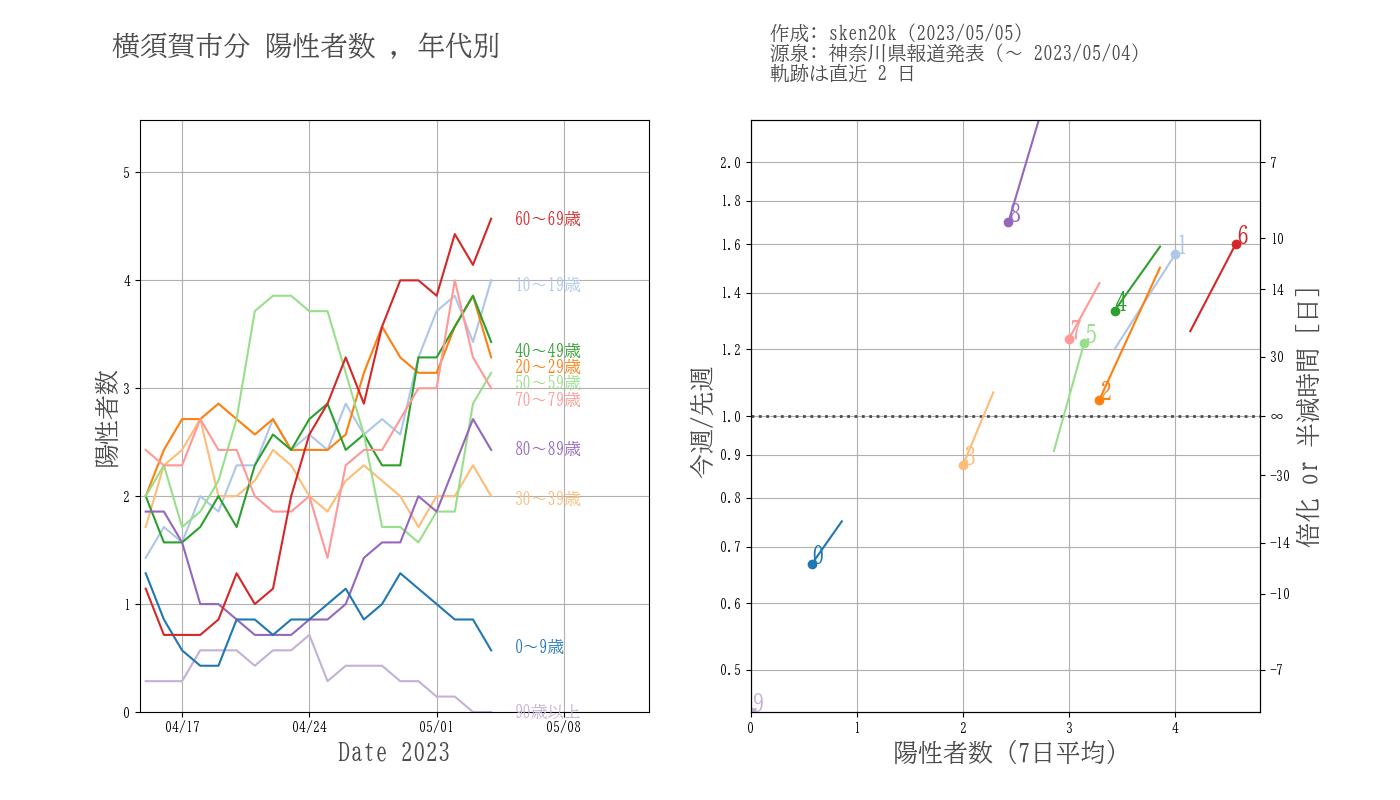 横須賀市分 陽性者数 , 年代別
作成: sken20k (2023/05/05)
源泉: 神奈川県報道発表 (〜 2023/05/04)
軌跡は直近 2 日
陽性者数
5
4
3
2
1
0
60〜69歳
10〜19歳
40〜49歳
20〜29歳
50〜59歳
70〜79歳
80〜89歳
30〜39歳
0〜9歳
90歳以上
04/17
04/24
05/01
05/08
Date 2023
今週/先週
2.0
1.8
1.6
1.4
1.2
1.0
0.9
0.8
0.7
0.6
0.5
8
6
1
4
7
5
2
3
0
9
7
10
14
30
∞
−30
−14
−10
−7
倍化 or 半減時間 [日]
0
1
2
3
4
陽性者数 (7日平均)